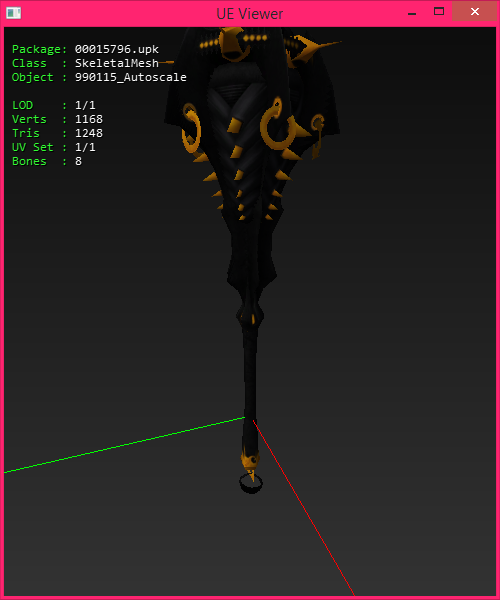 UE Viewer
Package: 00015796.upk
Class : SkeletalMesh
Object : 990115_Autoscale
LOD : 1/1
Verts : 1168
Tris : 1248
UV Set : 1/1
Bones : 8